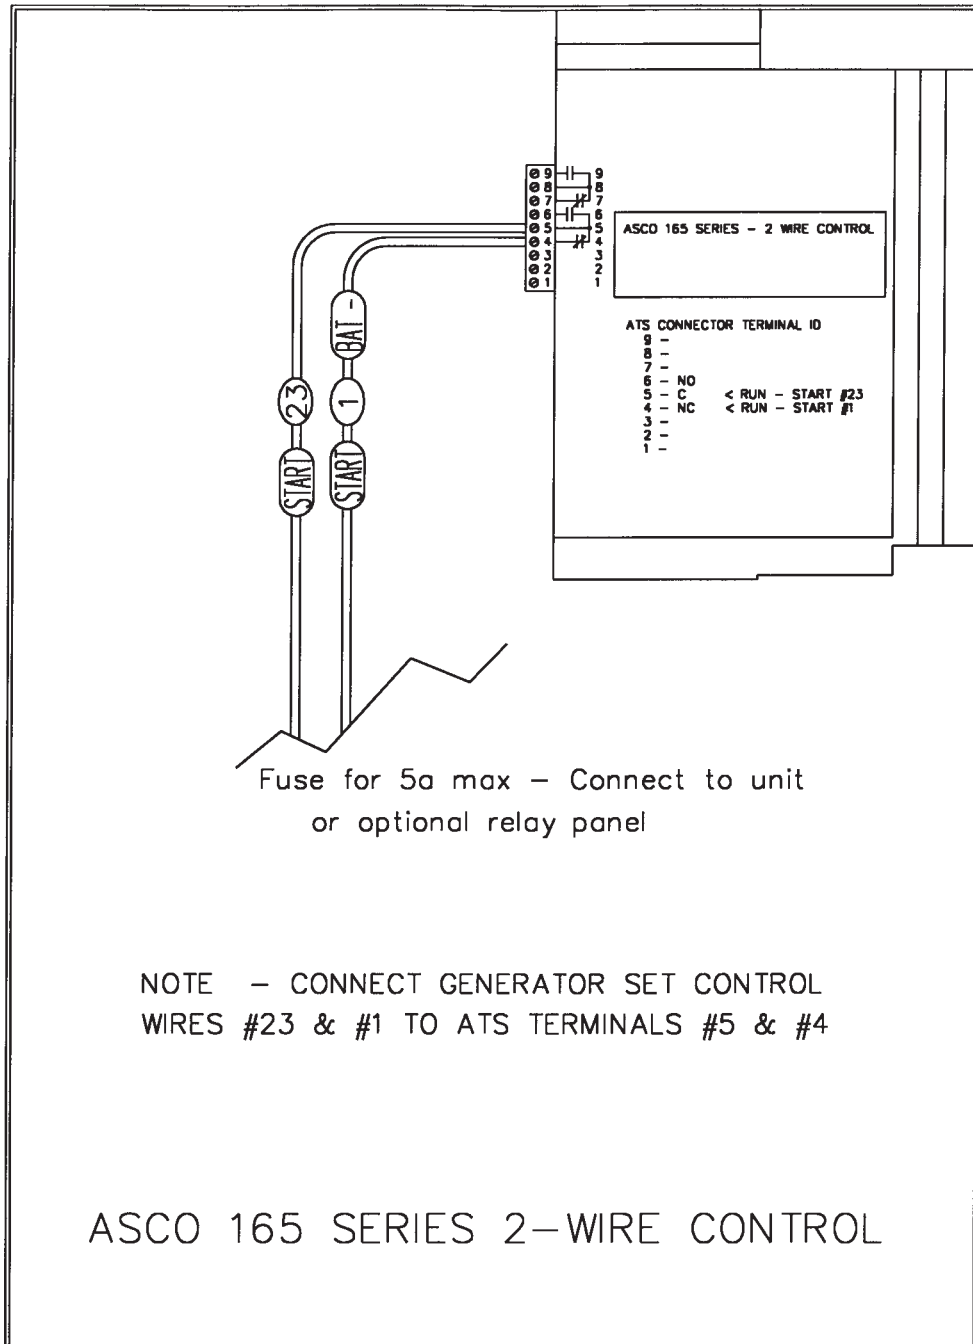 9 9
8 8
7 7
6 6
5 5
4 4
3 3
2 2
1 1
ASCO 165 SERIES - 2 WIRE CONTROL
ATS CONNECTOR TERMINAL ID
9 -
8 -
7 -
6 - NO
5 - C < RUN - START #23
4 - NC < RUN - START #1
3 -
2 -
1 -
BAT -
23
1
START
START
Fuse for 5a max – Connect to unit
or optional relay panel
NOTE – CONNECT GENERATOR SET CONTROL
WIRES #23 & #1 TO ATS TERMINALS #5 & #4
ASCO 165 SERIES 2–WIRE CONTROL